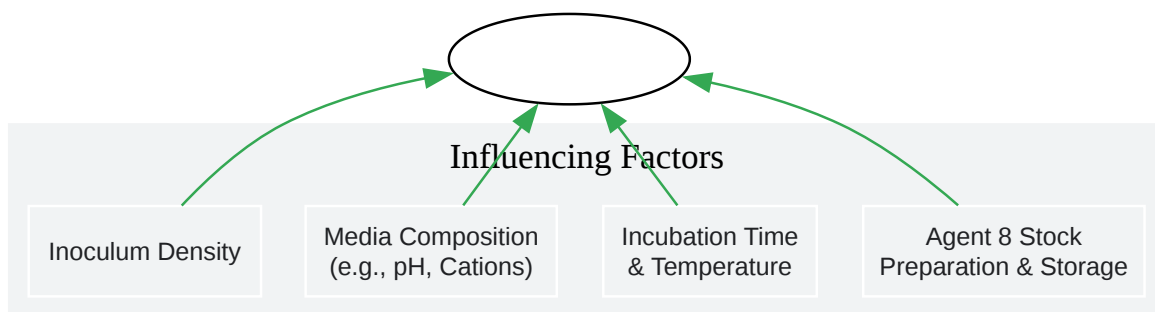 Influencing Factors
Inoculum Density
Media Composition
(e.g., pH, Cations)
Incubation Time
& Temperature
Agent 8 Stock
Preparation & Storage